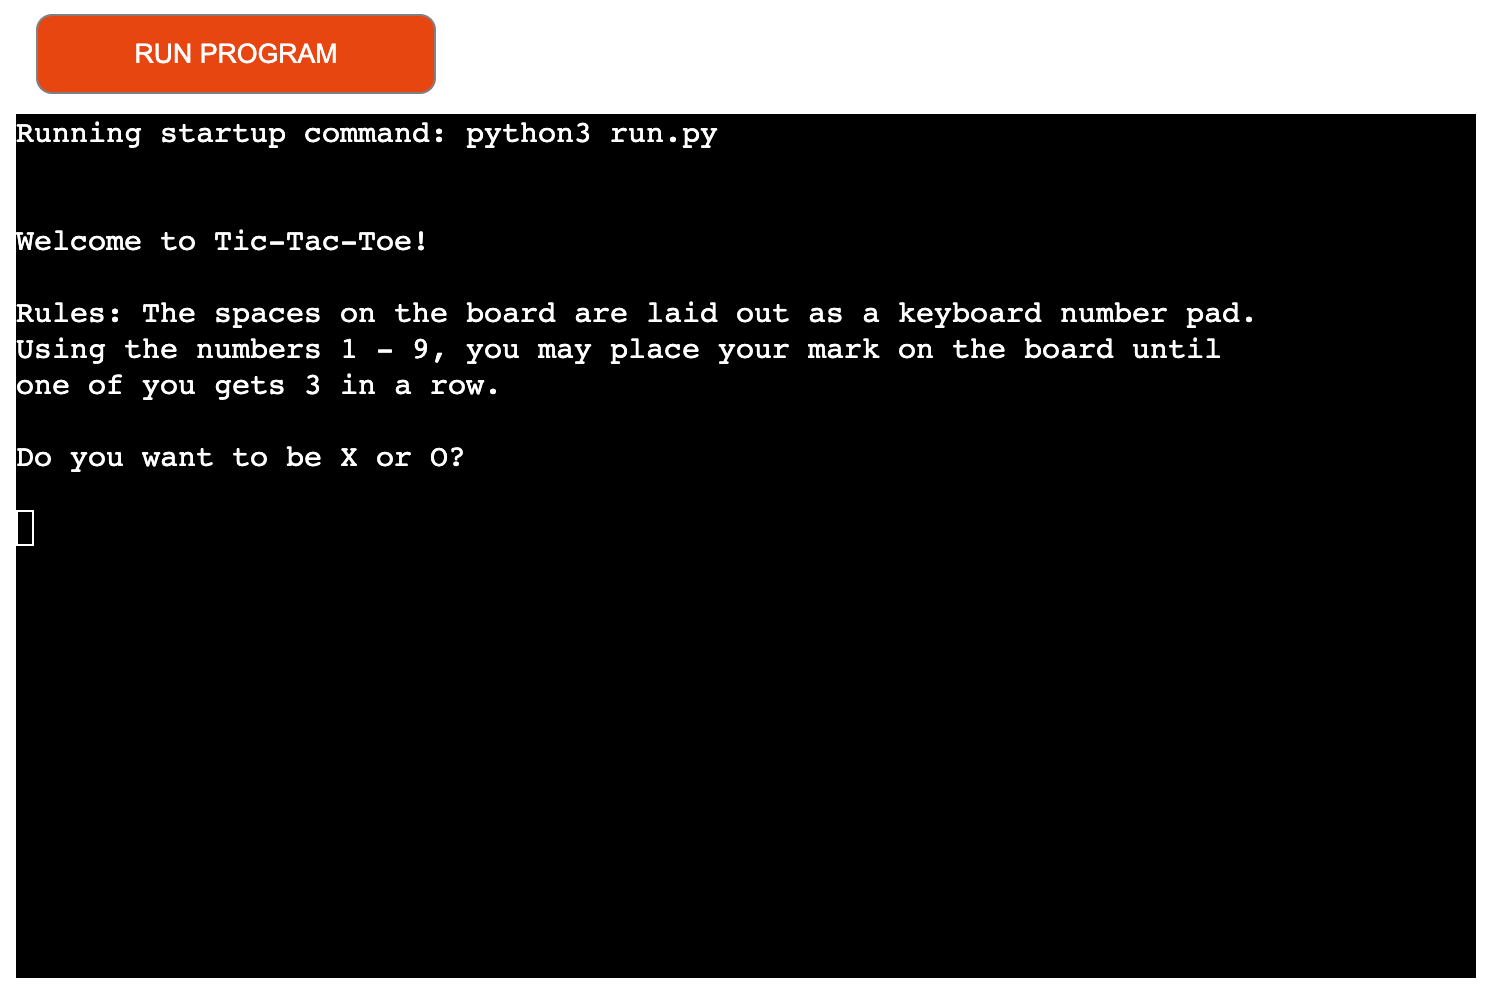 RUN PROGRAM
Running startup command: python3 run.py
Welcome to Tic-Tac-Toe!
Rules: The spaces on the board are laid out as a keyboard number pad.
Using the numbers 1 - 9, you may place your mark on the board until
one of you gets 3 in a row.
Do you want to be X or O?